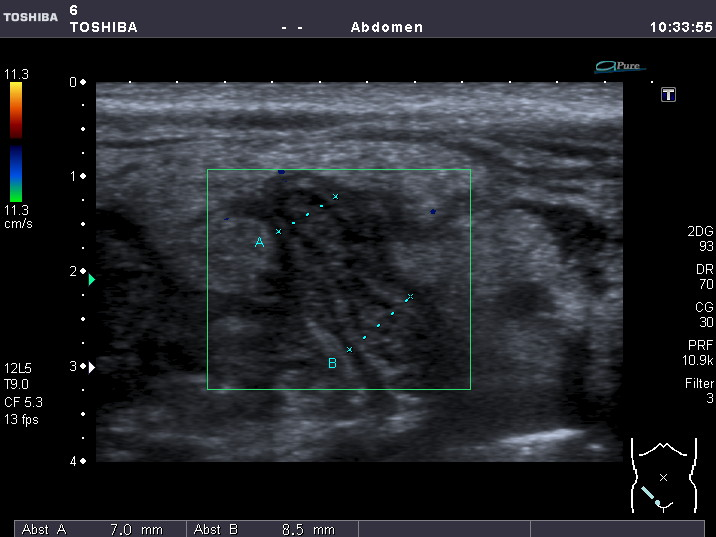 TOSHIBA
6
TOSHIBA - - Abdomen 10:33:55
Pure
T
11.3
11.3
cm/s
0
1
2
3
4
A
B
12L5
T9.0
CF 5.3
13 fps
2DG
93
DR
70
CG
30
PRF
10.9k
Filter
3
Abst A 7.0 mm Abst B 8.5 mm